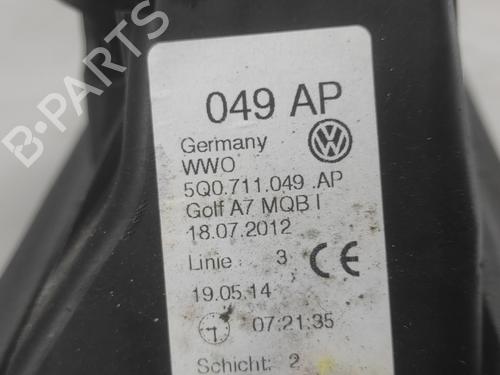 B-PARTS
049 AP
Germany
WWO
5Q0.711.049 .AP
Golf A7 MQB I
18.07.2012
Linie : 3 CE
19.05.14
07:21:35
Schicht: 2